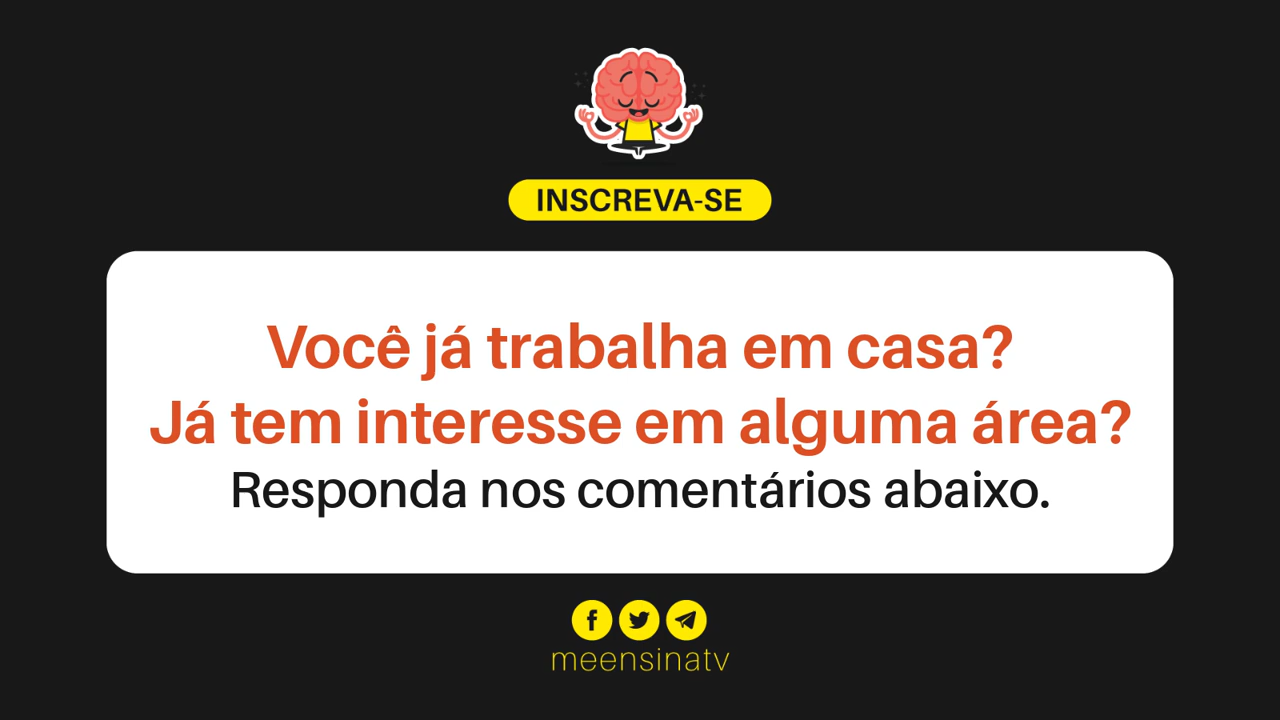 INSCREVA-SE
Você já trabalha em casa?
Já tem interesse em alguma área?
Responda nos comentários abaixo.
meensinatv